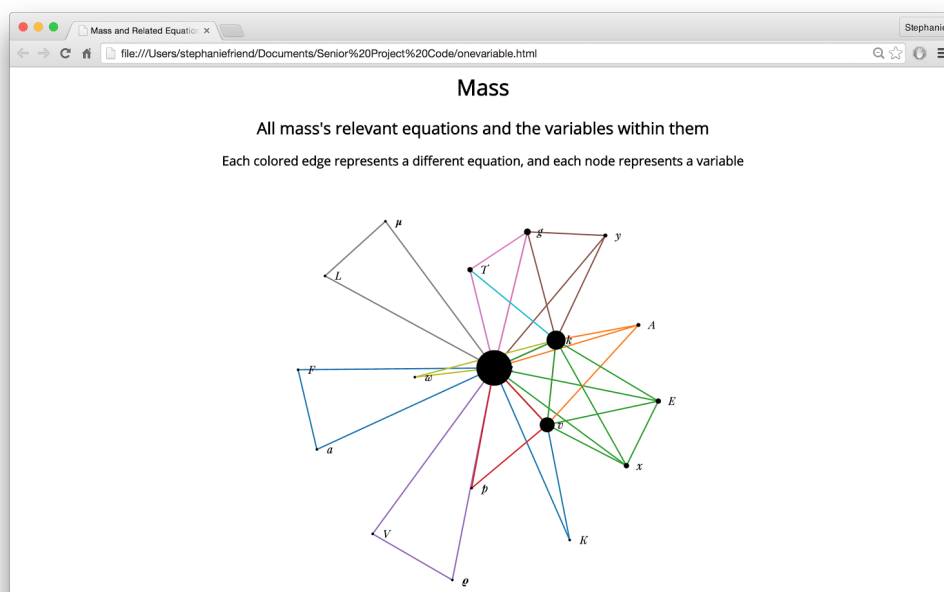 Mass and Related Equatio
Stephanie
file:///Users/stephaniefriend/Documents/Senior%20Project%20Code/onevariable.html
Mass
All mass's relevant equations and the variables within them
Each colored edge represents a different equation, and each node represents a variable
μ
g
y
T
L
A
k
F
w
E
v
a
x
p
V
K
ϱ